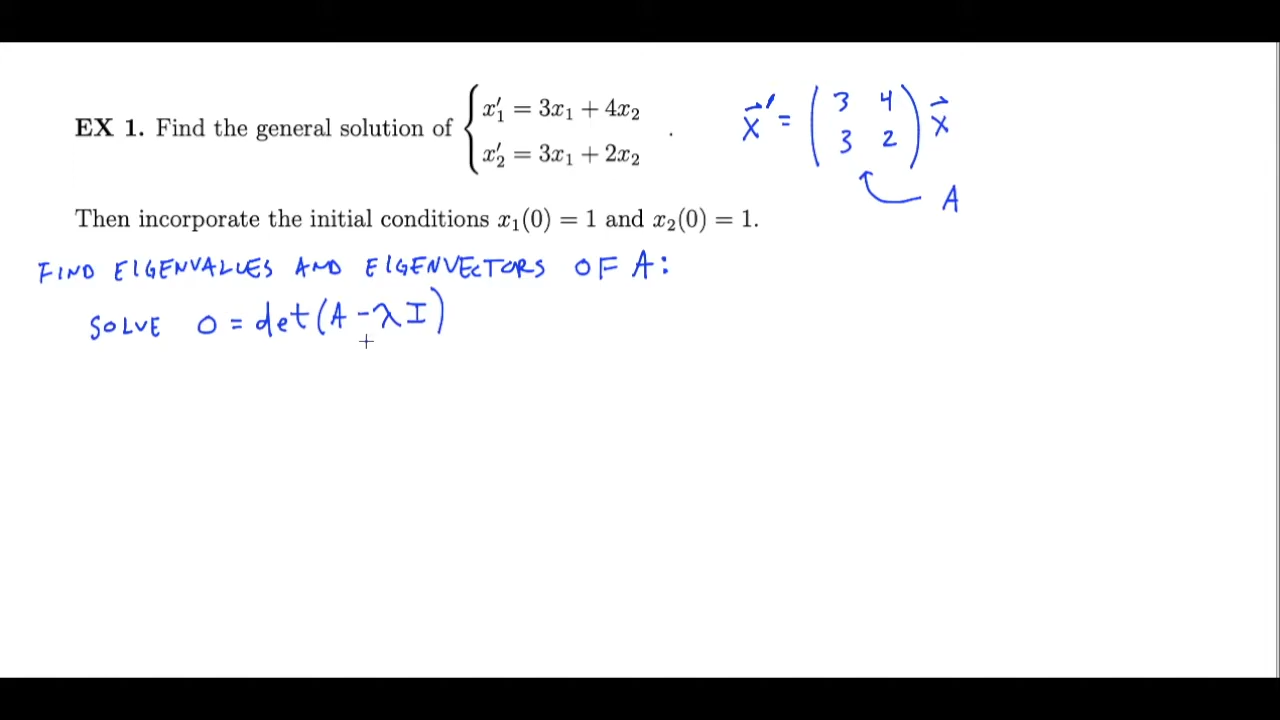 EX 1. Find the general solution of { x₁′ = 3x₁ + 4x₂
x₂′ = 3x₁ + 2x₂ .
x⃗′ = ( 3 4
3 2 ) x⃗
A
Then incorporate the initial conditions x₁(0) = 1 and x₂(0) = 1.
FIND EIGENVALUES AND EIGENVECTORS OF A:
SOLVE 0 = det(A - λI)